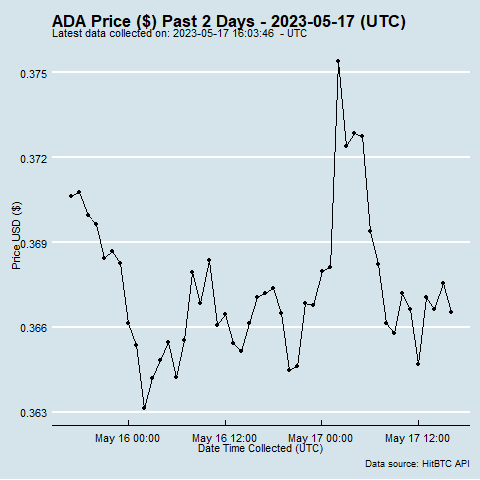 ADA Price ($) Past 2 Days - 2023-05-17 (UTC)
Latest data collected on: 2023-05-17 16:03:46 - UTC
0.375
0.372
0.369
0.366
0.363
Price USD ($)
May 16 00:00 May 16 12:00 May 17 00:00 May 17 12:00
Date Time Collected (UTC)
Data source: HitBTC API